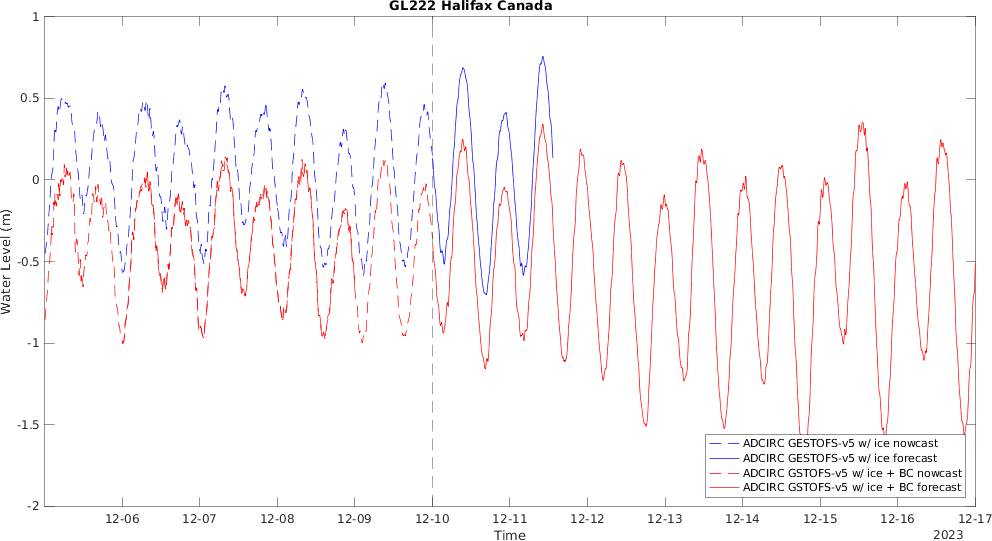 GL222 Halifax Canada
1
0.5
0
-0.5
-1
-1.5
-2
Water Level (m)
12-06 12-07 12-08 12-09 12-10 12-11 12-12 12-13 12-14 12-15 12-16 12-17
Time
2023
ADCIRC GESTOFS-v5 w/ ice nowcast
ADCIRC GESTOFS-v5 w/ ice forecast
ADCIRC GSTOFS-v5 w/ ice + BC nowcast
ADCIRC GSTOFS-v5 w/ ice + BC forecast